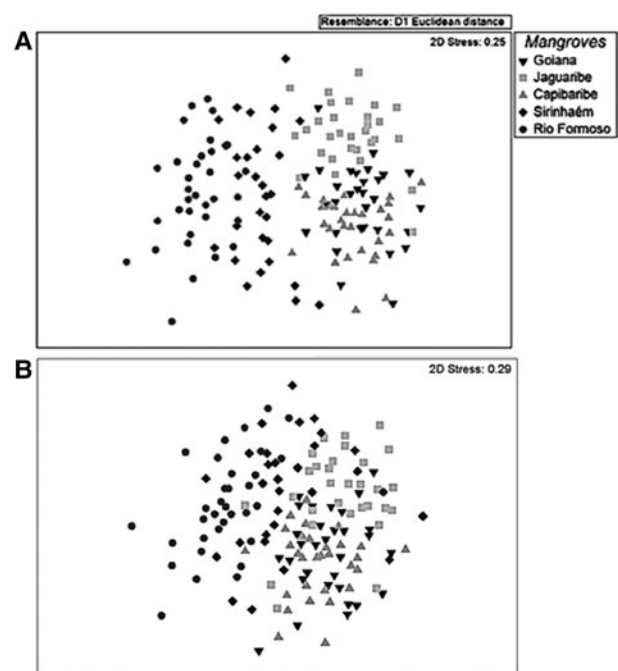 Resemblance: D1 Euclidean distance
A
2D Stress: 0.25
Mangroves
Goiana
Jaguaribe
Capibaribe
Sirinhaém
Rio Formoso
B
2D Stress: 0.29